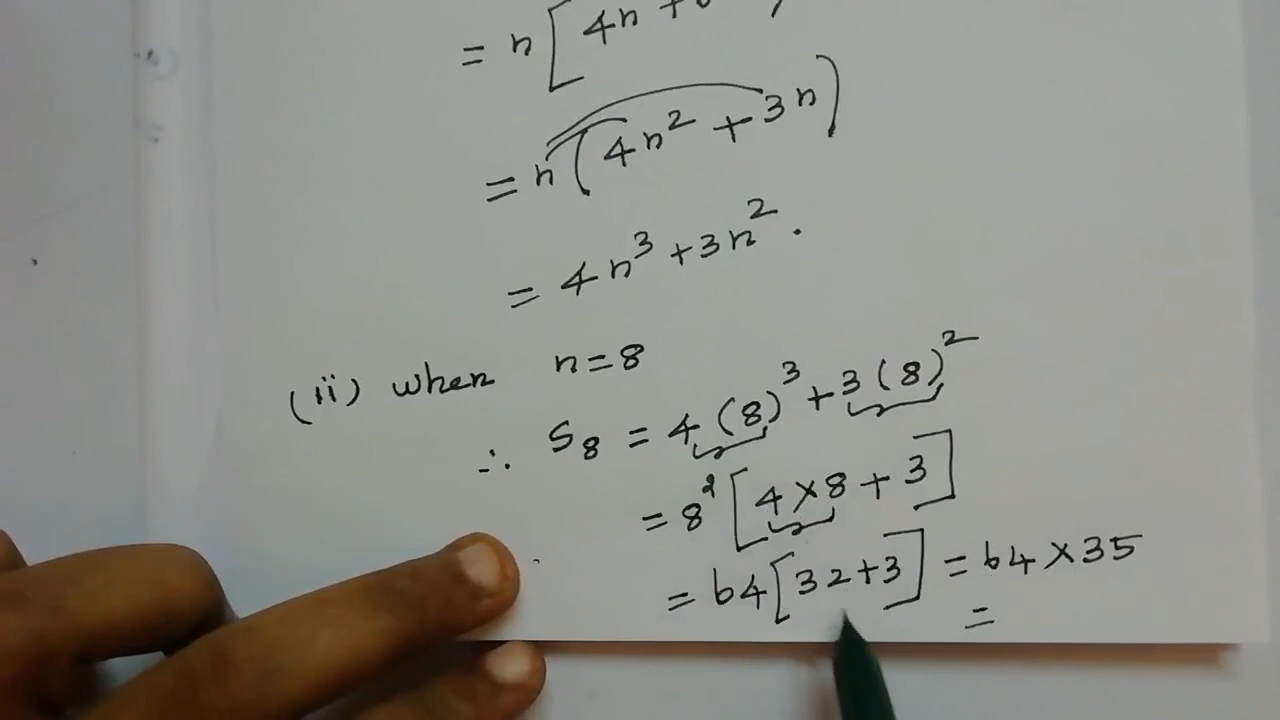 = n[4n +
= n(4n² + 3n)
= 4n³ + 3n².
(ii) when n = 8
∴ S₈ = 4(8)³ + 3(8)²
= 8²[4×8 + 3]
= 64[32+3] = 64×35
=